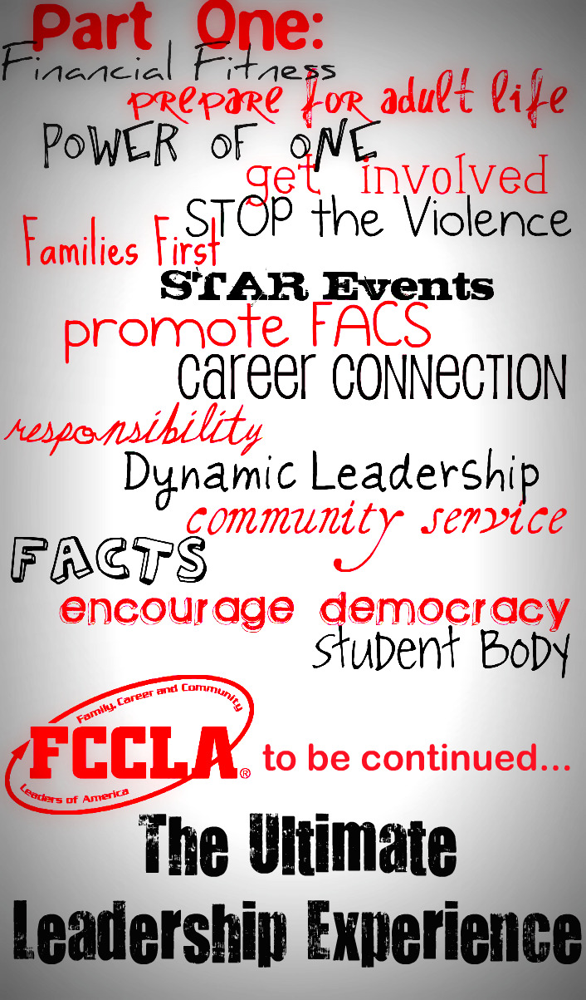 Part One:
Financial Fitness
prepare for adult life
POWER OF ONE
get involved
STOP the Violence
Families First
STAR Events
promote FACS
career connection
responsibility
Dynamic Leadership
community service
FACTS
encourage democracy
student Body
Family, Career and Community
FCCLA®
Leaders of America
to be continued...
The Ultimate
Leadership Experience